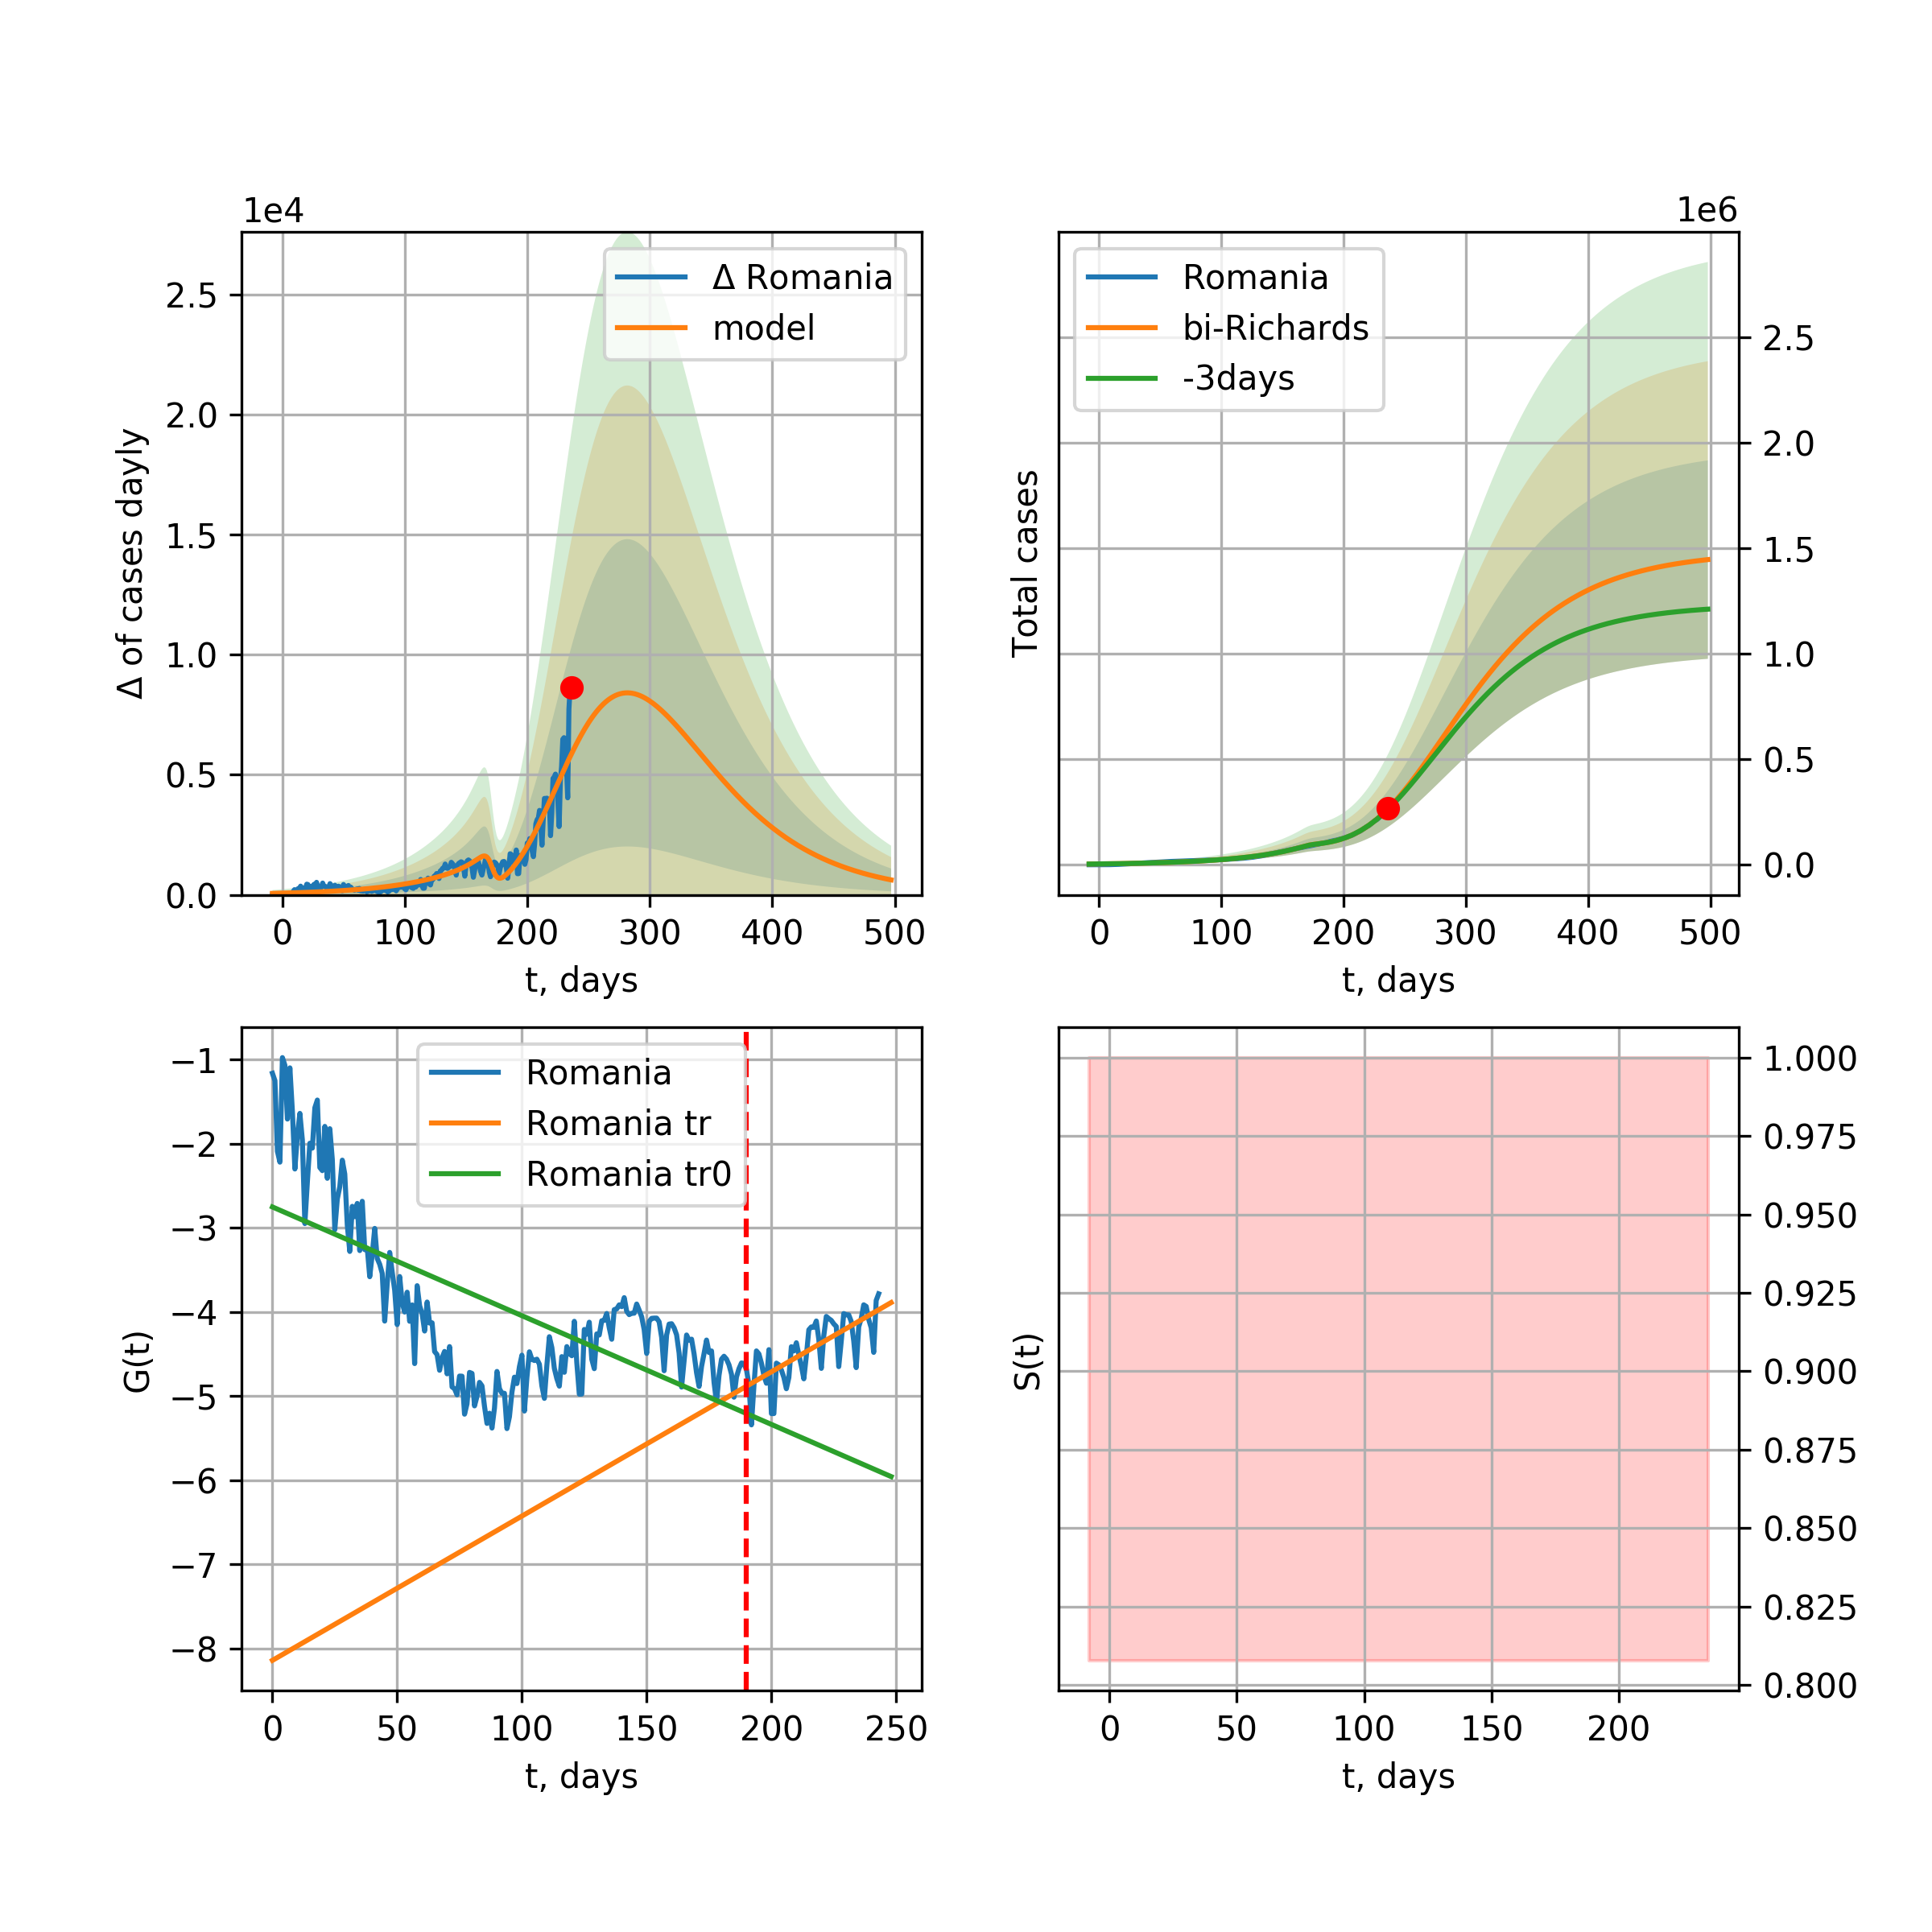 1e4
Δ of cases dayly
2.5
2.0
1.5
1.0
0.5
0.0
Δ Romania
model
0 100 200 300 400 500
t, days
1e6
Total cases
Romania
bi-Richards
-3days
2.5
2.0
1.5
1.0
0.5
0.0
0 100 200 300 400 500
t, days
G(t)
−1
−2
−3
−4
−5
−6
−7
−8
Romania
Romania tr
Romania tr0
0 50 100 150 200 250
t, days
S(t)
1.000
0.975
0.950
0.925
0.900
0.875
0.850
0.825
0.800
0 50 100 150 200
t, days